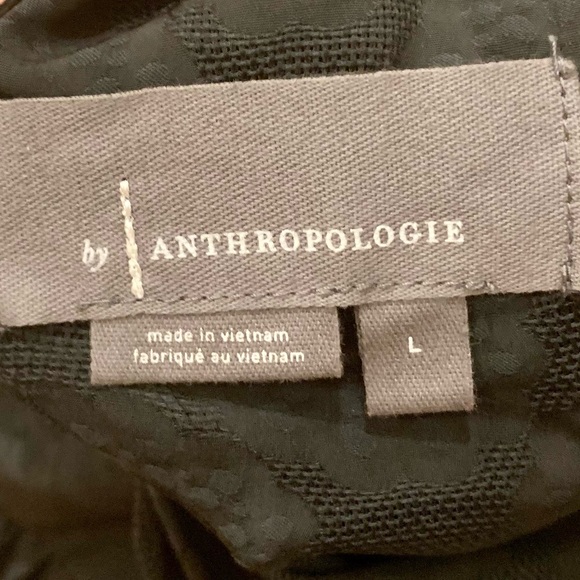 by ANTHROPOLOGIE
made in vietnam
fabriqué au vietnam
L